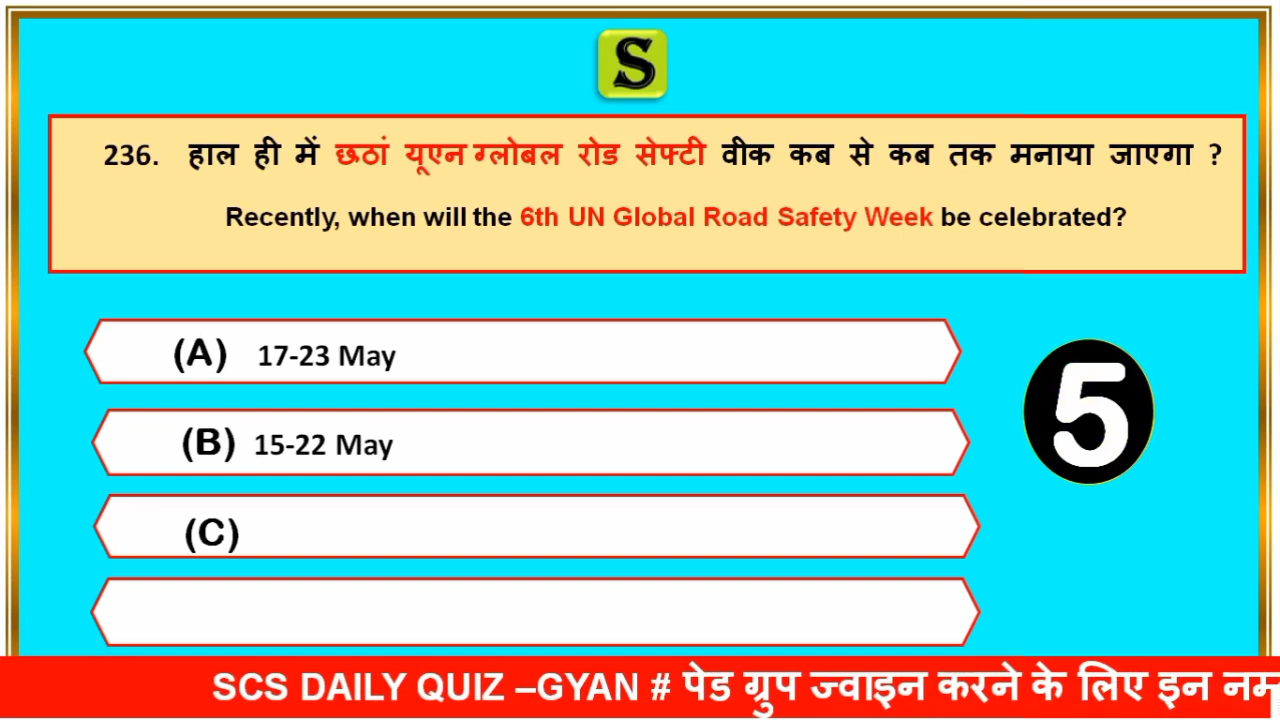 S
236. हाल ही में छठां यूएन ग्लोबल रोड सेफ्टी वीक कब से कब तक मनाया जाएगा ?
Recently, when will the 6th UN Global Road Safety Week be celebrated?
(A) 17-23 May
5
(B) 15-22 May
(C)
SCS DAILY QUIZ –GYAN # पेड ग्रुप ज्वाइन करने के लिए इन